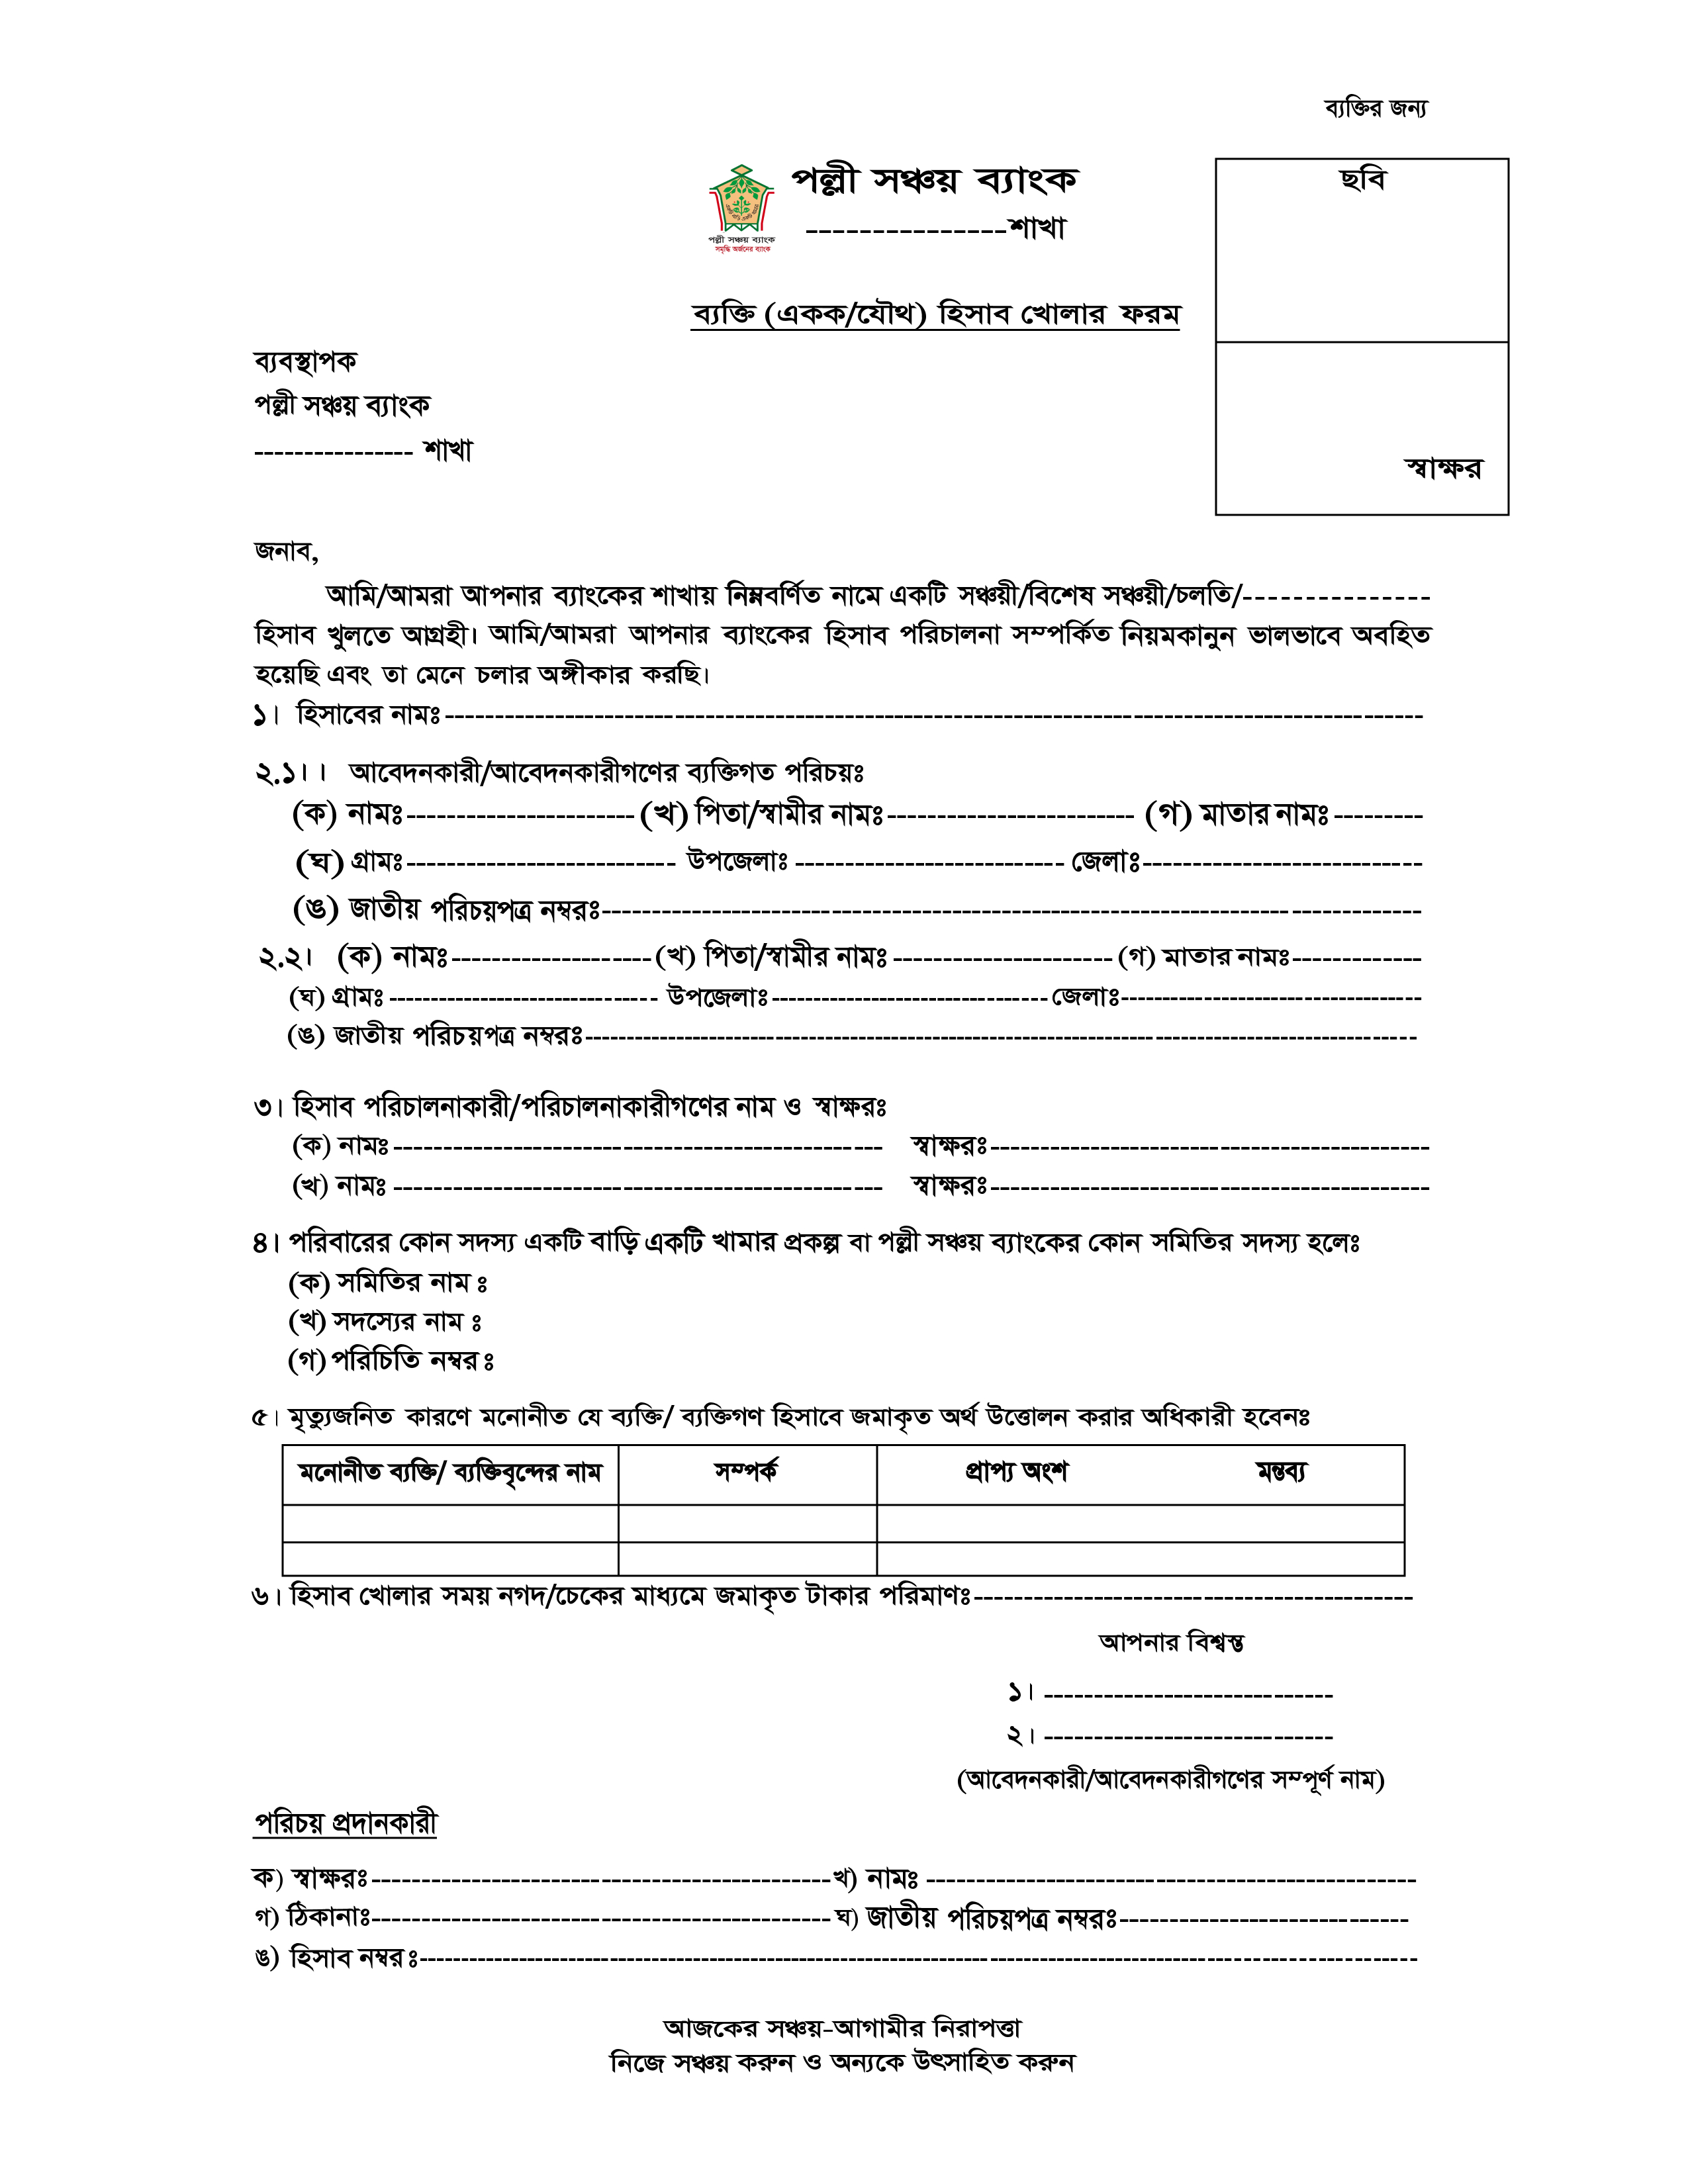 ব্যক্তির জন্য
পল্লী সঞ্চয় ব্যাংক
---------------শাখা
ছবি
পল্লী সঞ্চয় ব্যাংক
সমৃদ্ধি অর্জনের ব্যাংক
ব্যক্তি (একক/যৌথ) হিসাব খোলার ফরম
ব্যবস্থাপক
পল্লী সঞ্চয় ব্যাংক
---------------- শাখা
স্বাক্ষর
জনাব,
আমি/আমরা আপনার ব্যাংকের শাখায় নিম্নবর্ণিত নামে একটি সঞ্চয়ী/বিশেষ সঞ্চয়ী/চলতি/---------------
হিসাব খুলতে আগ্রহী। আমি/আমরা আপনার ব্যাংকের হিসাব পরিচালনা সম্পর্কিত নিয়মকানুন ভালভাবে অবহিত
হয়েছি এবং তা মেনে চলার অঙ্গীকার করছি।
১। হিসাবের নামঃ--------------------------------------------------------------------------------------------------
২.১।। আবেদনকারী/আবেদনকারীগণের ব্যক্তিগত পরিচয়ঃ
(ক) নামঃ-----------------------(খ) পিতা/স্বামীর নামঃ------------------------- (গ) মাতার নামঃ---------
(ঘ) গ্রামঃ--------------------------- উপজেলাঃ --------------------------- জেলাঃ----------------------------
(ঙ) জাতীয় পরিচয়পত্র নম্বরঃ----------------------------------------------------------------------------------
২.২। (ক) নামঃ--------------------(খ) পিতা/স্বামীর নামঃ ----------------------(গ) মাতার নামঃ-------------
(ঘ) গ্রামঃ -------------------------------- উপজেলাঃ---------------------------------জেলাঃ------------------------------------
(ঙ) জাতীয় পরিচয়পত্র নম্বরঃ----------------------------------------------------------------------------------------------------
৩। হিসাব পরিচালনাকারী/পরিচালনাকারীগণের নাম ও স্বাক্ষরঃ
(ক) নামঃ------------------------------------------------- স্বাক্ষরঃ--------------------------------------------
(খ) নামঃ ------------------------------------------------- স্বাক্ষরঃ--------------------------------------------
৪। পরিবারের কোন সদস্য একটি বাড়ি একটি খামার প্রকল্প বা পল্লী সঞ্চয় ব্যাংকের কোন সমিতির সদস্য হলেঃ
(ক) সমিতির নাম ঃ
(খ) সদস্যের নাম ঃ
(গ) পরিচিতি নম্বর ঃ
৫। মৃত্যুজনিত কারণে মনোনীত যে ব্যক্তি/ ব্যক্তিগণ হিসাবে জমাকৃত অর্থ উত্তোলন করার অধিকারী হবেনঃ
মনোনীত ব্যক্তি/ ব্যক্তিবৃন্দের নাম সম্পর্ক প্রাপ্য অংশ মন্তব্য
৬। হিসাব খোলার সময় নগদ/চেকের মাধ্যমে জমাকৃত টাকার পরিমাণঃ--------------------------------------------
আপনার বিশ্বস্ত
১। -----------------------------
২। -----------------------------
(আবেদনকারী/আবেদনকারীগণের সম্পূর্ণ নাম)
পরিচয় প্রদানকারী
ক) স্বাক্ষরঃ----------------------------------------------খ) নামঃ -------------------------------------------------
গ) ঠিকানাঃ----------------------------------------------ঘ) জাতীয় পরিচয়পত্র নম্বরঃ-----------------------------
ঙ) হিসাব নম্বর ঃ------------------------------------------------------------------------------------------------------------------------
আজকের সঞ্চয়-আগামীর নিরাপত্তা
নিজে সঞ্চয় করুন ও অন্যকে উৎসাহিত করুন